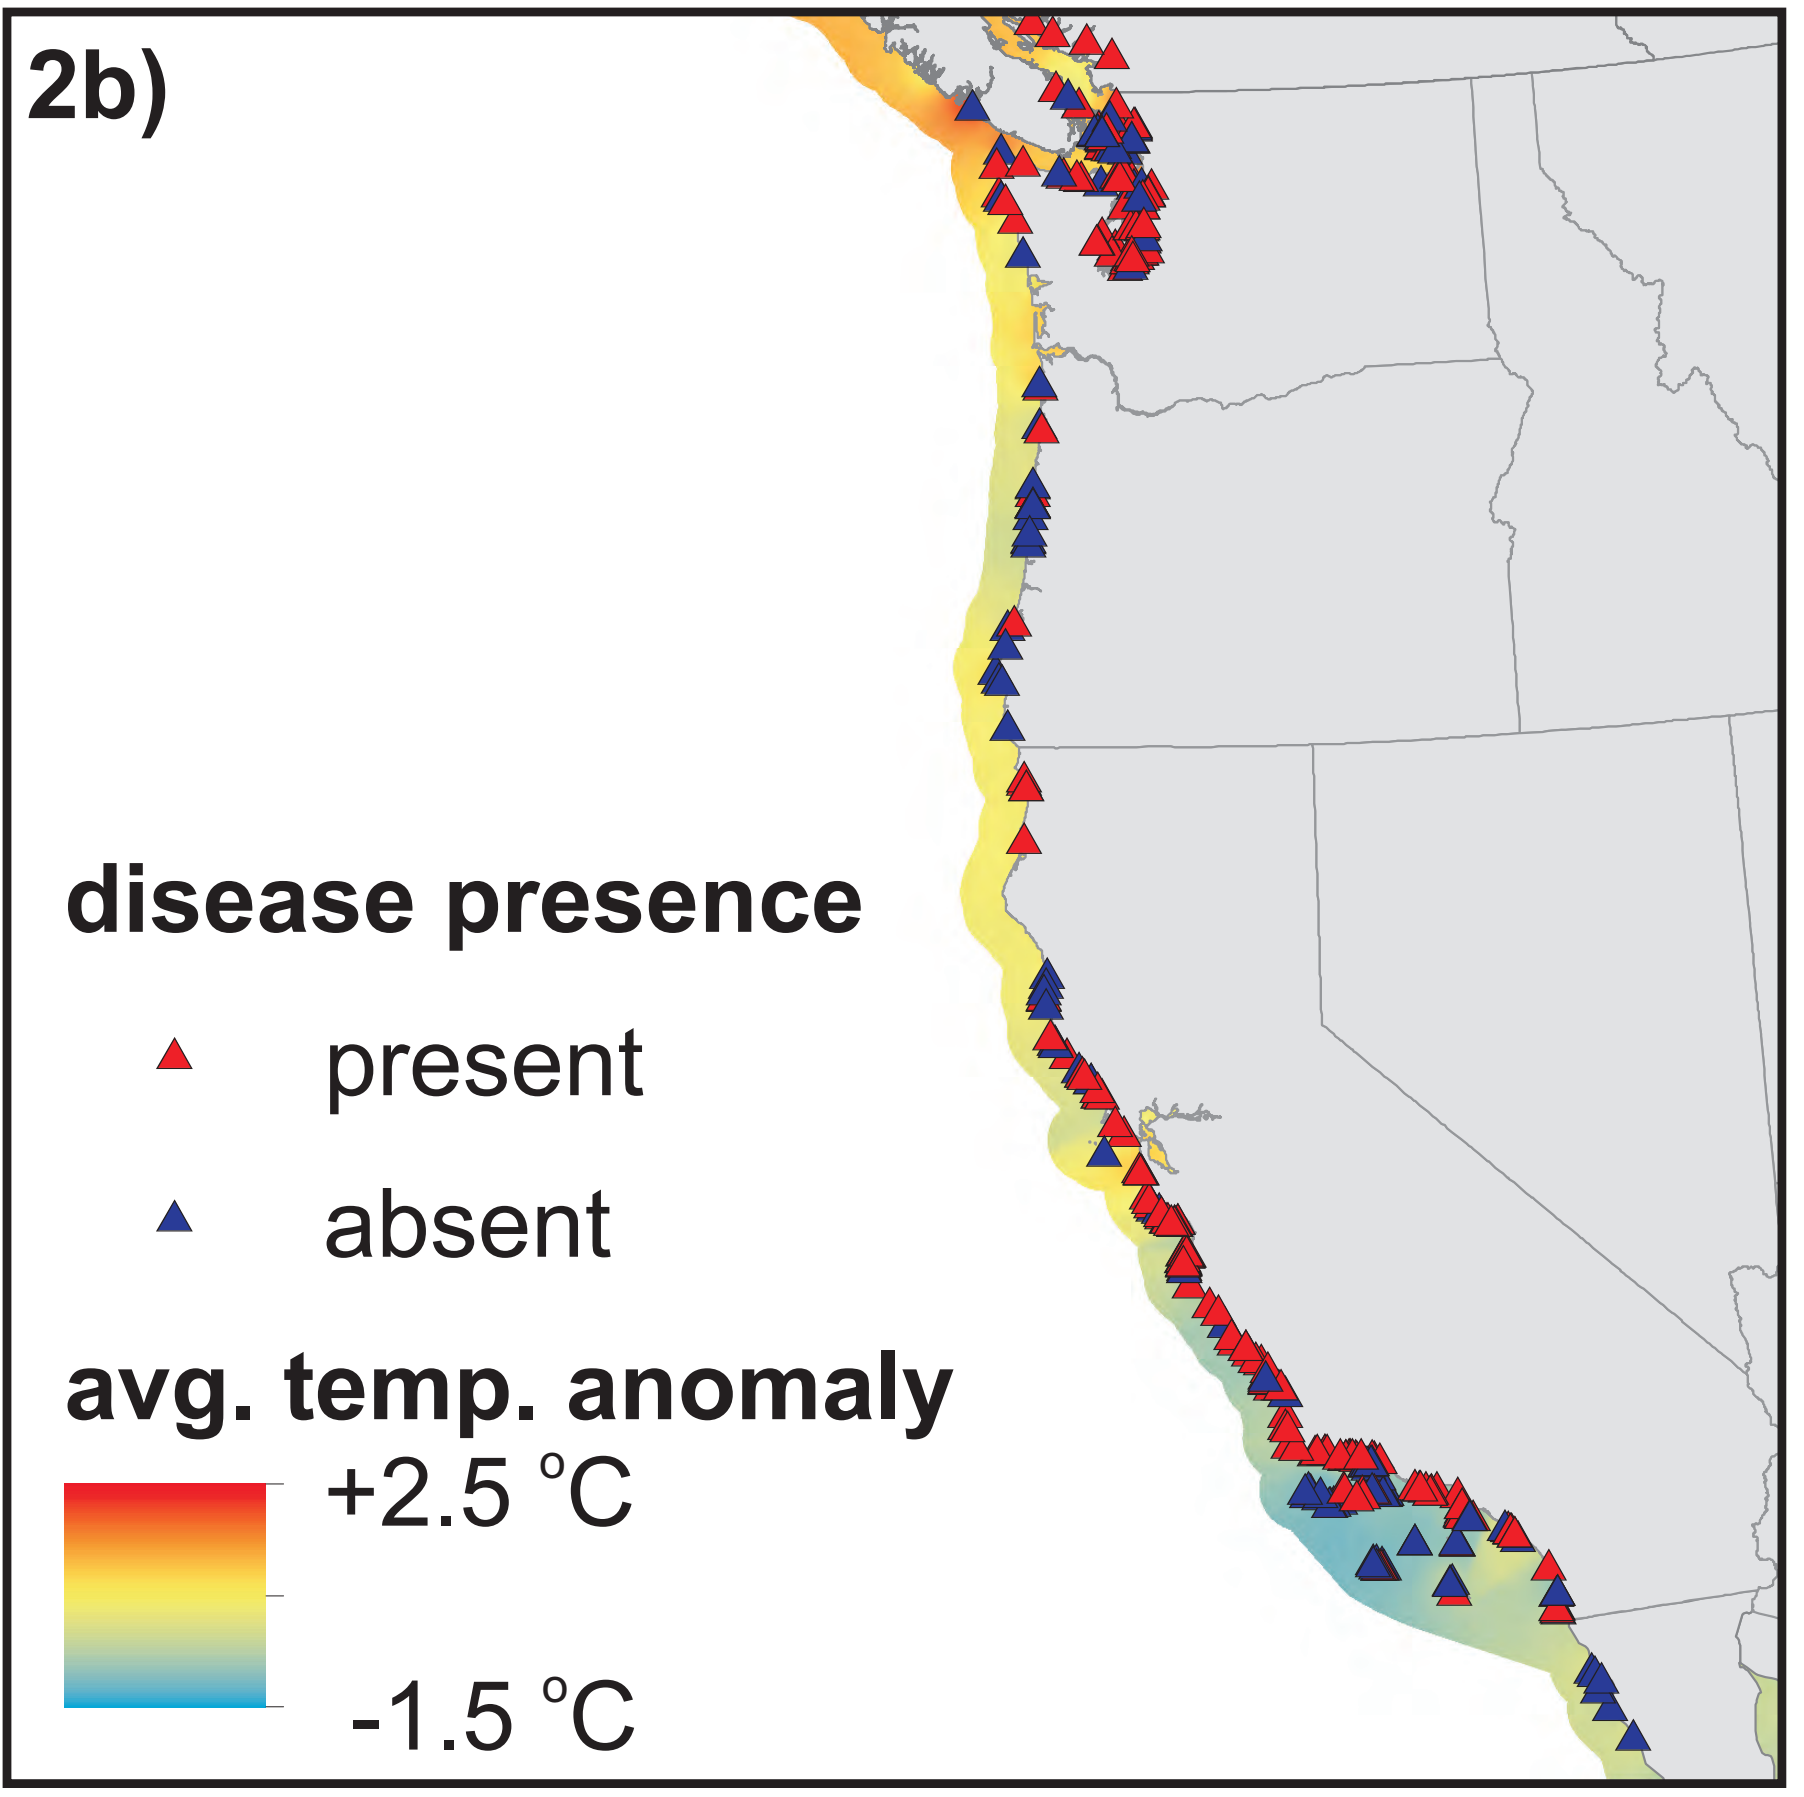 2b)
disease presence
present
absent
avg. temp. anomaly
+2.5 °C
-1.5 °C